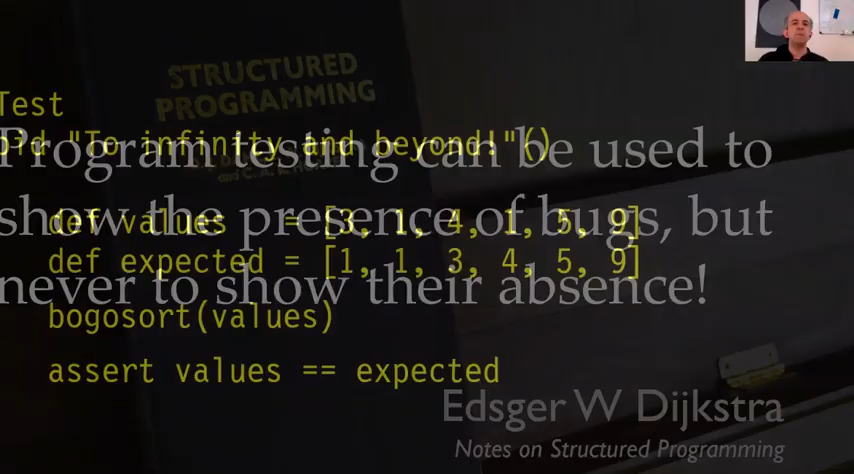 STRUCTURED
PROGRAMMING
Test
"To infinity and beyond!"()
def values = [3, 1, 4, 1, 5, 9]
def expected = [1, 1, 3, 4, 5, 9]
bogosort(values)
assert values == expected
Program testing can be used to
show the presence of bugs, but
never to show their absence!
Edsger W Dijkstra
Notes on Structured Programming